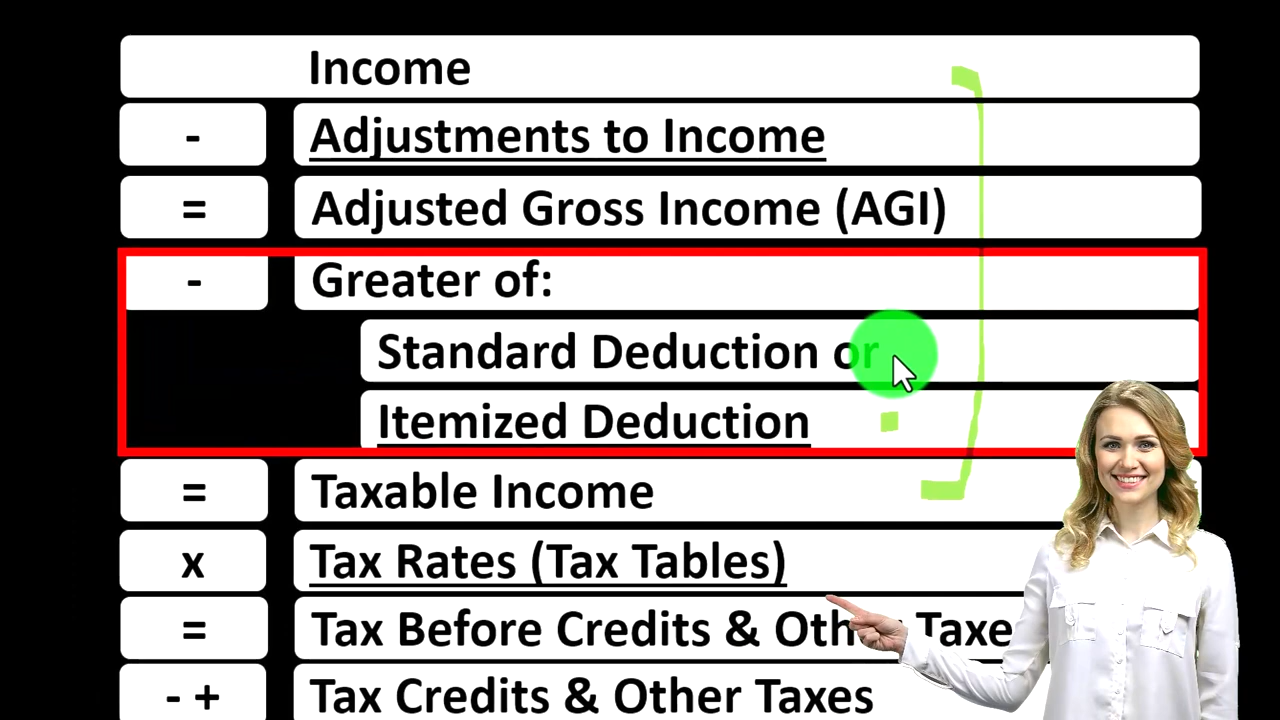 Income
- Adjustments to Income
= Adjusted Gross Income (AGI)
- Greater of:
Standard Deduction or
Itemized Deduction
= Taxable Income
x Tax Rates (Tax Tables)
= Tax Before Credits & Other Taxe
- + Tax Credits & Other Taxes